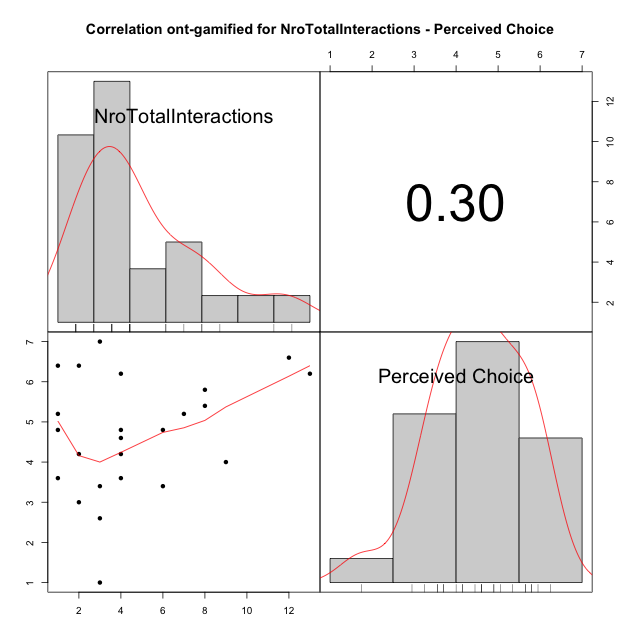 Correlation ont-gamified for NroTotalInteractions - Perceived Choice
1 2 3 4 5 6 7
NroTotalInteractions
0.30
12
10
8
6
4
2
7
6
5
4
3
2
1
Perceived Choice
2 4 6 8 10 12